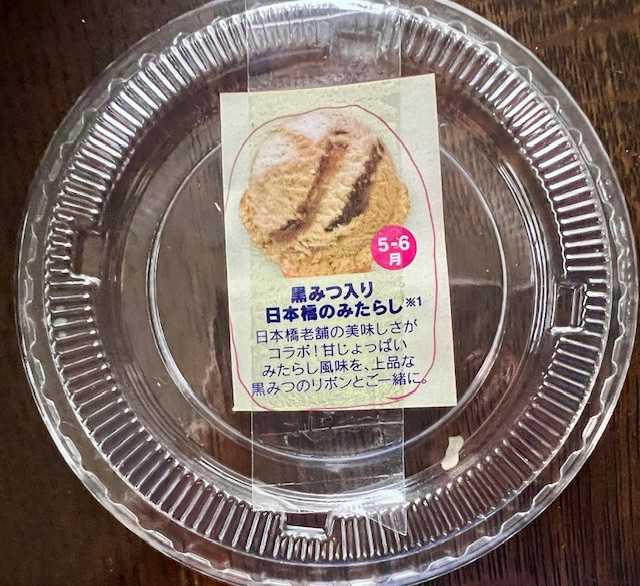 5-6
月
黒みつ入り
日本橋のみたらし※1
日本橋老舗の美味しさが
コラボ!甘じょっぱい
みたらし風味を、上品な
黒みつのリボンとご一緒に。